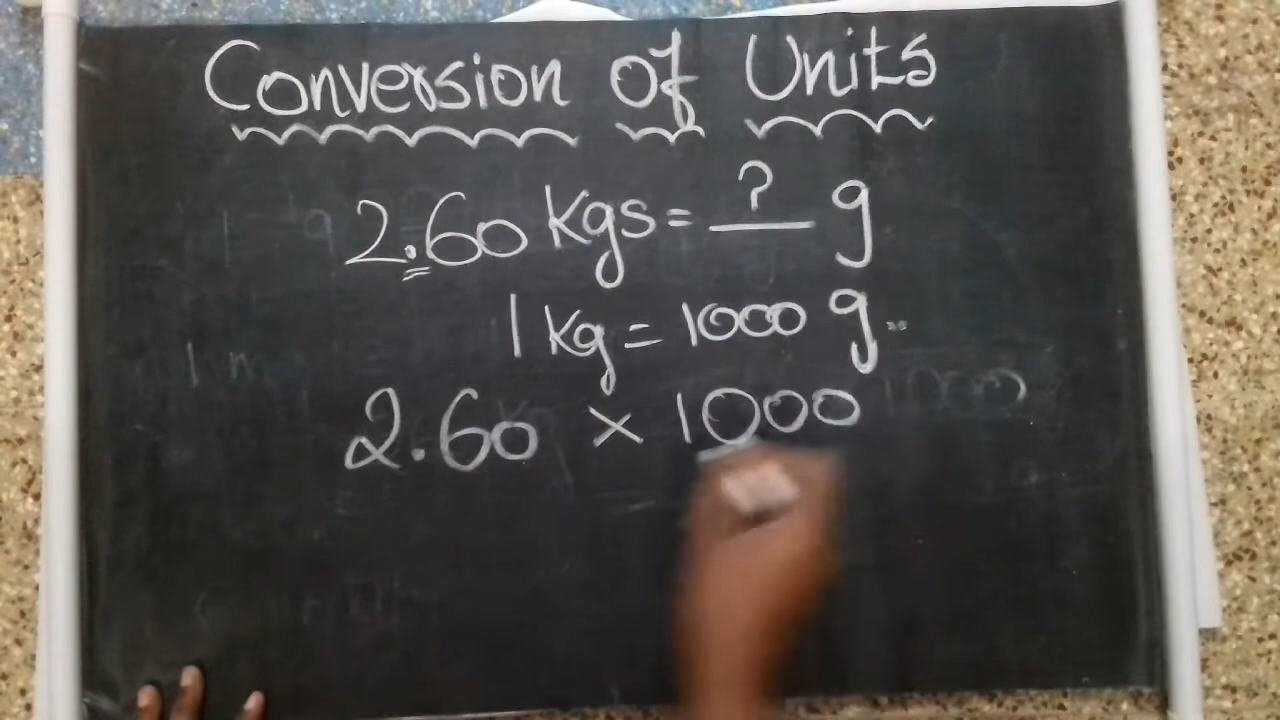 Conversion of Units
2.60 Kgs = ? g
1 Kg = 1000 g
2.60 × 1000